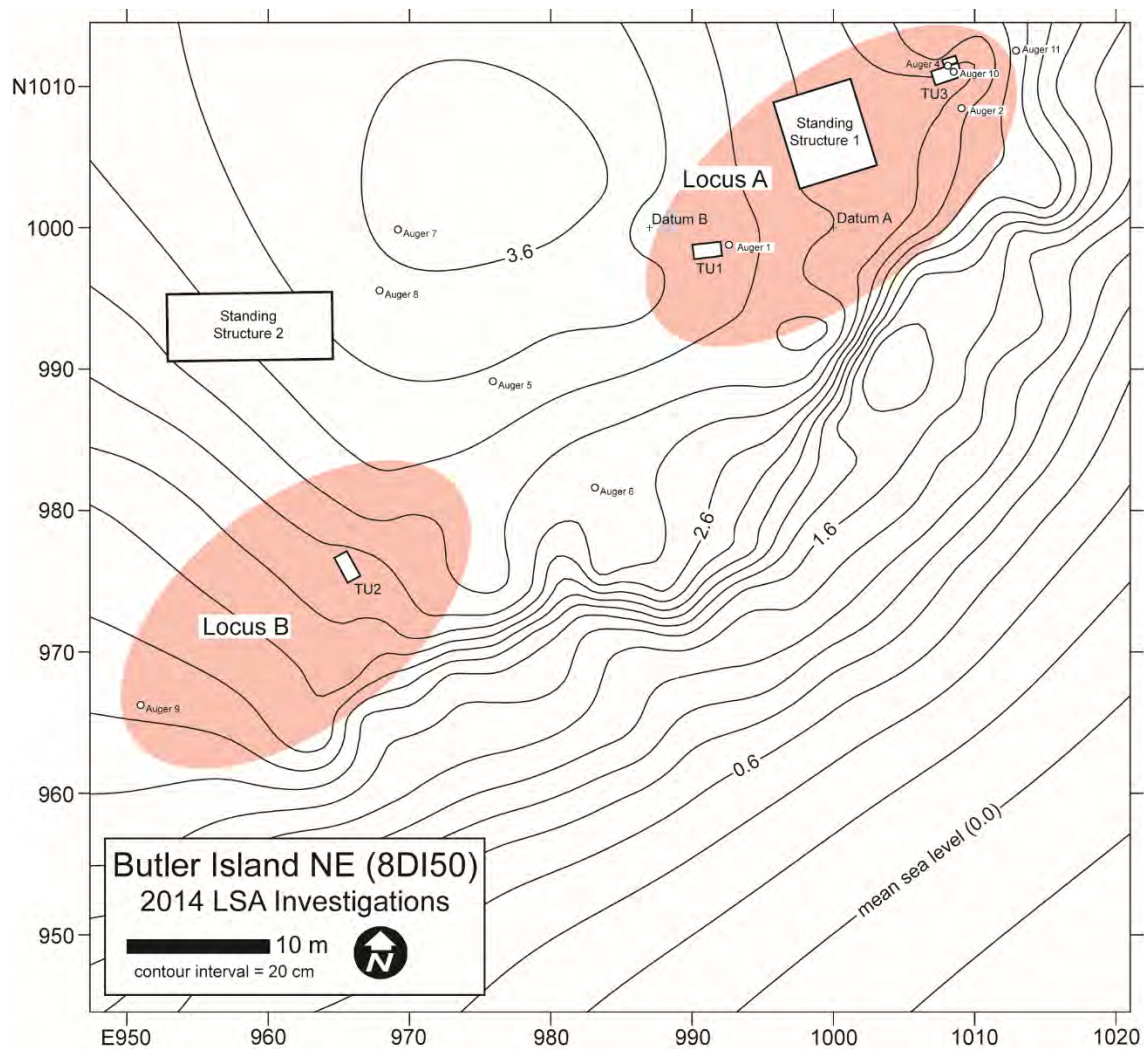 N1010
1000
990
980
970
960
950
E950
960
970
980
990
1000
1010
1020
Auger 11
Auger 4
Auger 10
TU3
Auger 2
Standing
Structure 1
Locus A
Datum B
Datum A
Auger 1
TU1
Auger 7
3.6
Auger 8
Standing
Structure 2
Auger 5
Auger 6
2.6
1.6
TU2
Locus B
Auger 9
0.6
mean sea level (0.0)
Butler Island NE (8DI50)
2014 LSA Investigations
10 m
N
contour interval = 20 cm